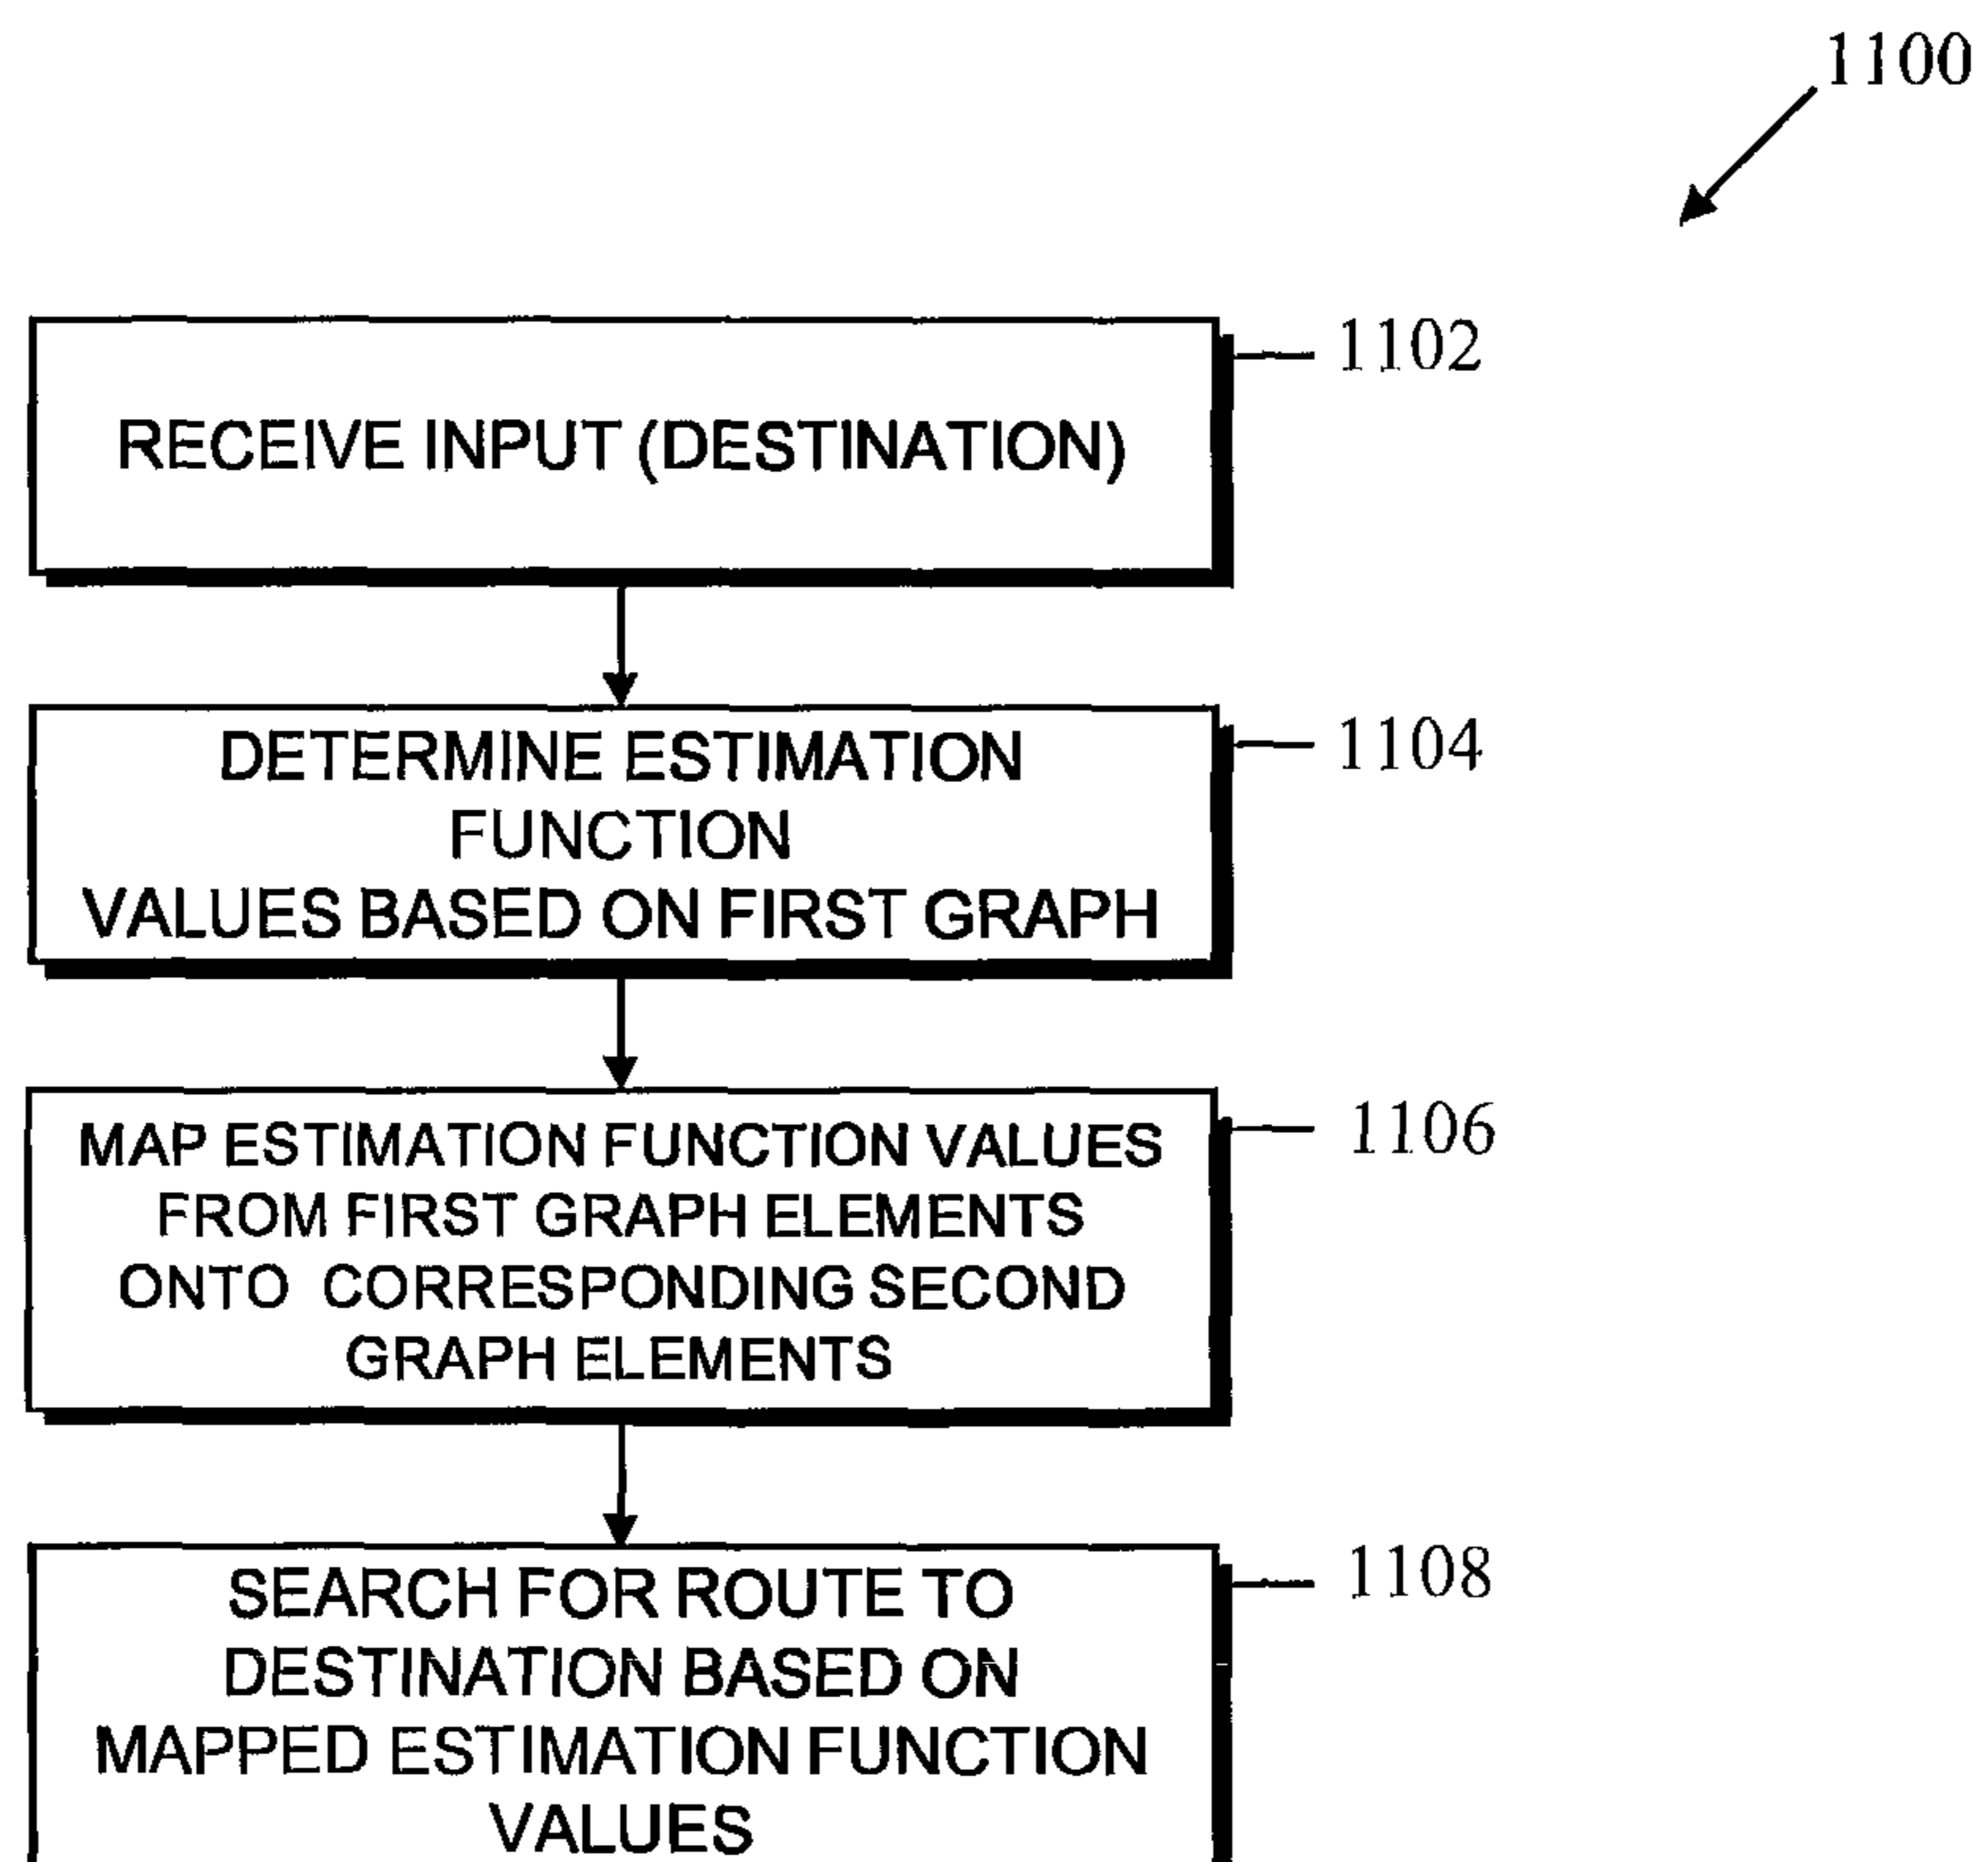 1100
1102
RECEIVE INPUT (DESTINATION)
1104
DETERMINE ESTIMATION
FUNCTION
VALUES BASED ON FIRST GRAPH
1106
MAP ESTIMATION FUNCTION VALUES
FROM FIRST GRAPH ELEMENTS
ONTO CORRESPONDING SECOND
GRAPH ELEMENTS
1108
SEARCH FOR ROUTE TO
DESTINATION BASED ON
MAPPED ESTIMATION FUNCTION
VALUES